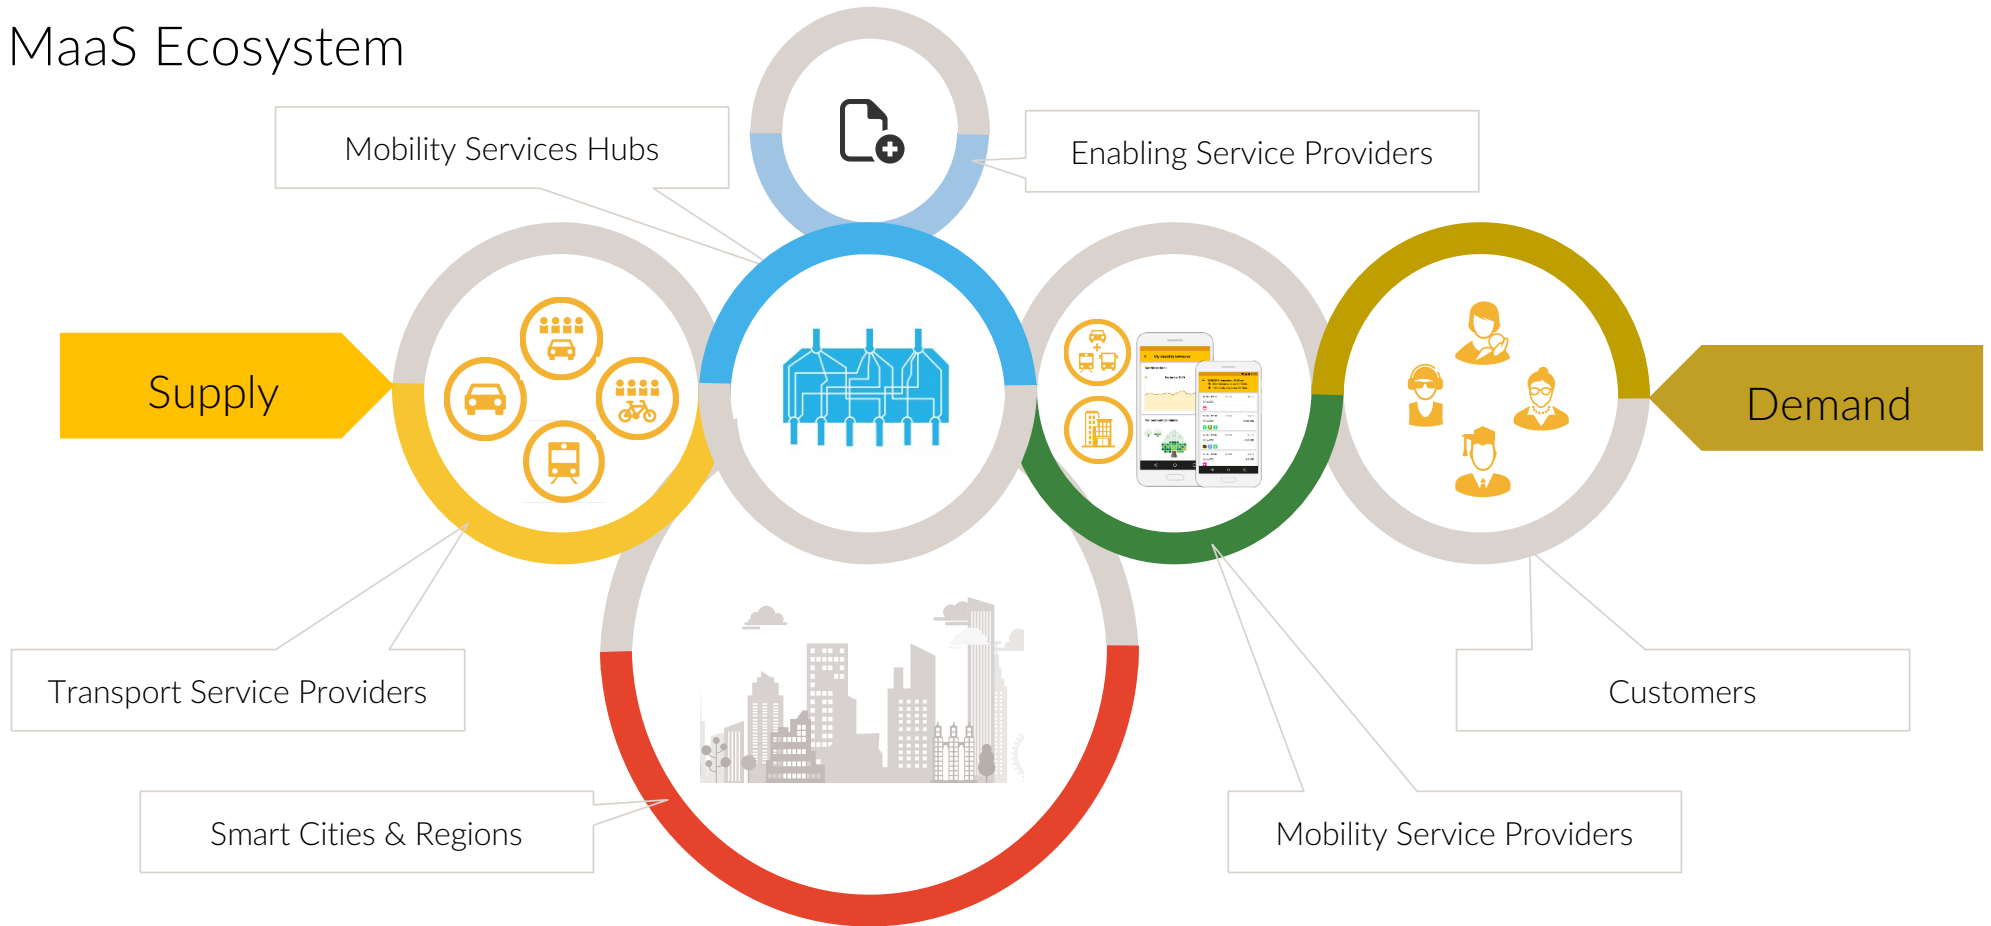 MaaS Ecosystem
Mobility Services Hubs
Enabling Service Providers
Supply
Demand
Transport Service Providers
Customers
Smart Cities & Regions
Mobility Service Providers